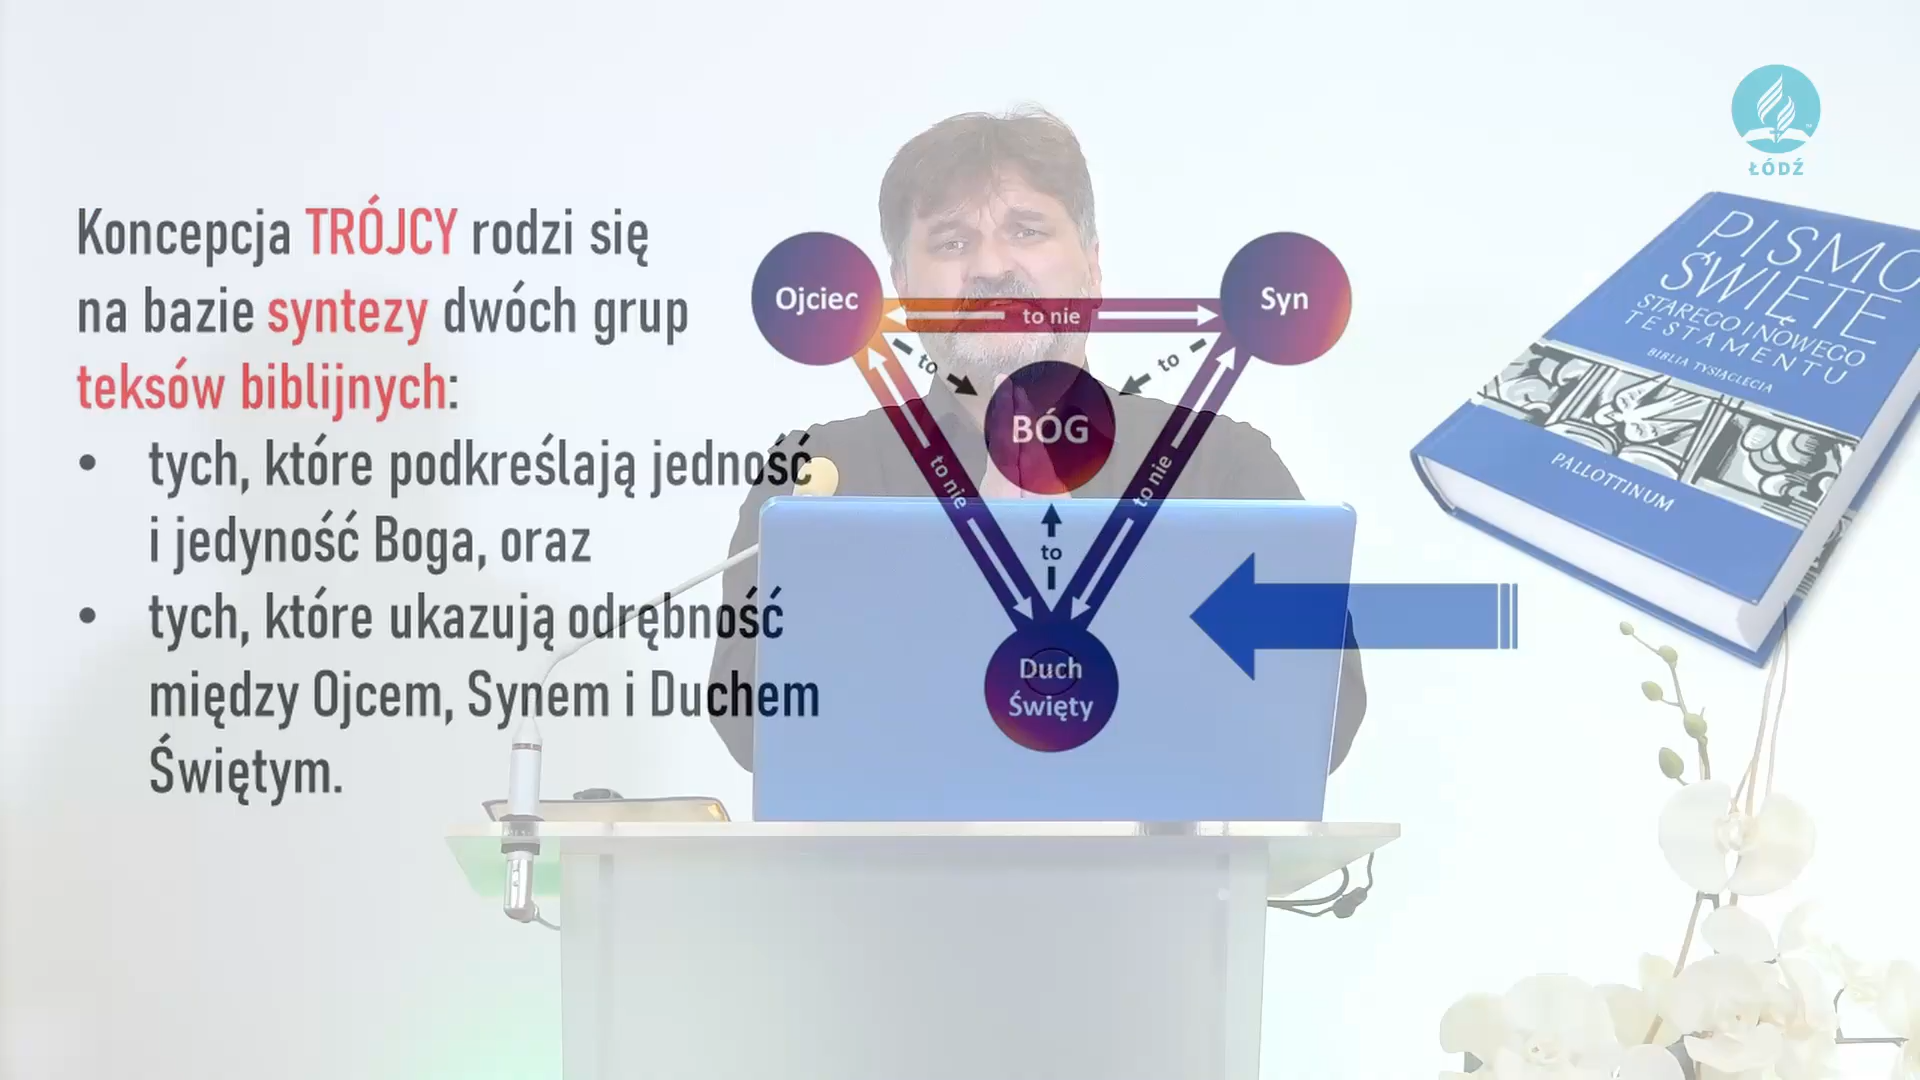 ŁÓDŹ
Koncepcja TRÓJCY rodzi się
na bazie syntezy dwóch grup
teksów biblijnych:
• tych, które podkreślają jedność
i jedyność Boga, oraz
• tych, które ukazują odrębność
między Ojcem, Synem i Duchem
Świętym.
Ojciec
to nie
Syn
to
to
BÓG
to nie
to nie
to
Duch
Święty
PISMO
ŚWIĘTE
STAREGO I NOWEGO
TESTAMENTU
BIBLIA TYSIĄCLECIA
PALLOTTINUM